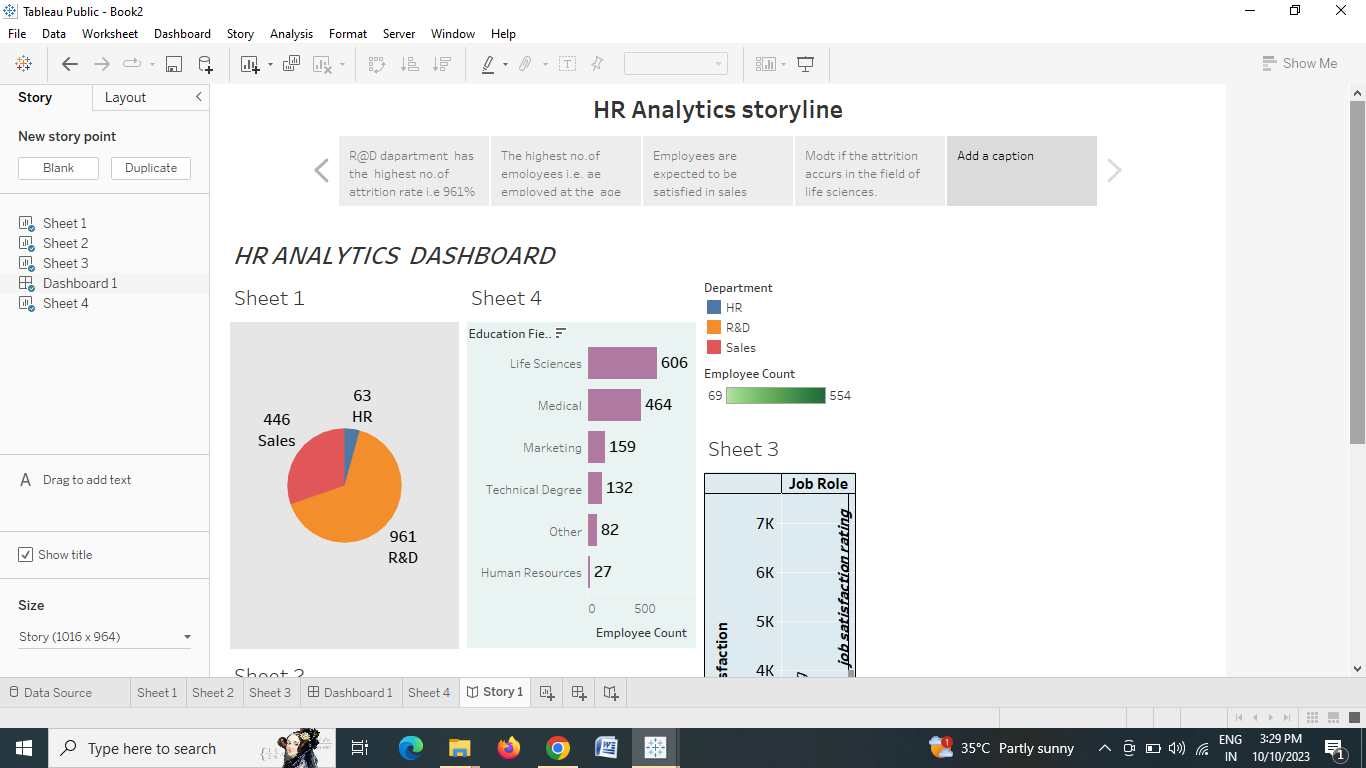 Tableau Public - Book2
File Data Worksheet Dashboard Story Analysis Format Server Window Help
Show Me
Story Layout
New story point
Blank Duplicate
Sheet 1
Sheet 2
Sheet 3
Dashboard 1
Sheet 4
A Drag to add text
Show title
Size
Story (1016 x 964)
HR Analytics storyline
R@D dapartment has
the highest no.of
attrition rate i.e 961%
The highest no.of
emoloyees i.e. ae
emploved at the age
Employees are
expected to be
satisfied in sales
Modt if the attrition
accurs in the field of
life sciences.
Add a caption
HR ANALYTICS DASHBOARD
Sheet 1
63
HR
446
Sales
961
R&D
Sheet 4
Education Fie..
Life Sciences 606
Medical 464
Marketing 159
Technical Degree 132
Other 82
Human Resources 27
0 500
Employee Count
Department
HR
R&D
Sales
Employee Count
69 554
Sheet 3
Job Role
7K
6K
5K
4K
sfaction
job satisfaction rating
Sheet 2
Data Source Sheet 1 Sheet 2 Sheet 3 Dashboard 1 Sheet 4 Story 1
Type here to search
1
35°C Partly sunny
ENG
IN
3:29 PM
10/10/2023
1